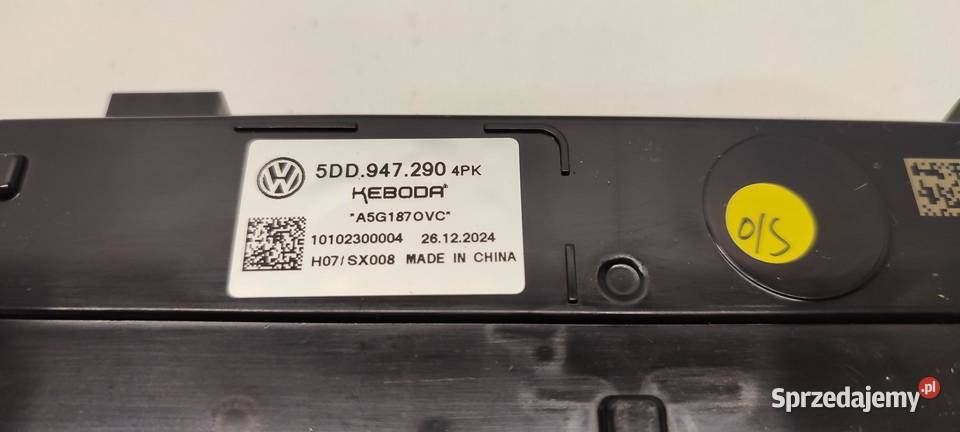 5DD.947.290 4PK
KEBODA
"A5G1870VC"
10102300004 26.12.2024
H07/SX008 MADE IN CHINA
O/S
Sprzedajemy.pl